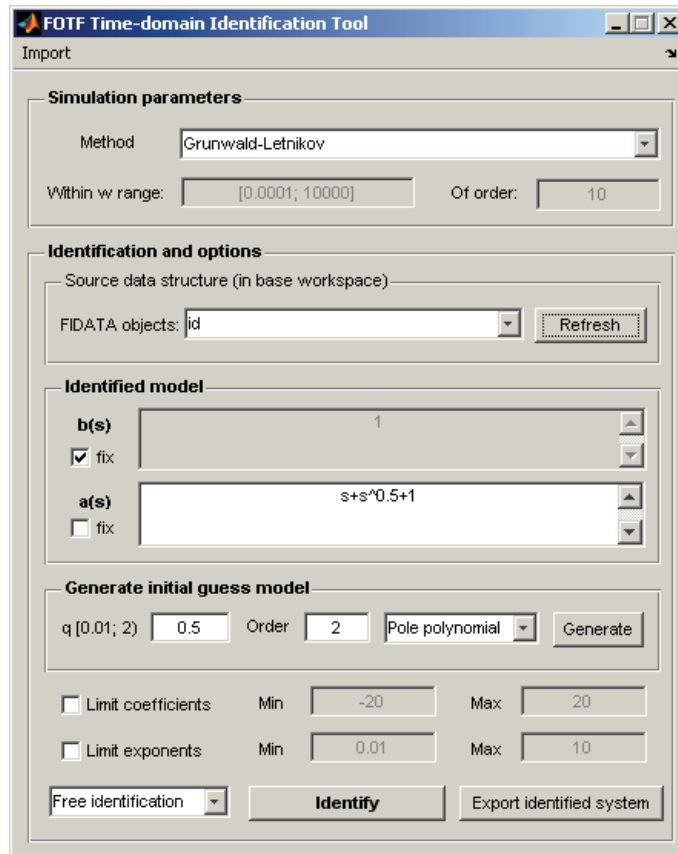 FOTF Time-domain Identification Tool
Import
Simulation parameters
Method Grunwald-Letnikov
Within w range: [0.0001; 10000] Of order: 10
Identification and options
Source data structure (in base workspace)
FIDATA objects: id Refresh
Identified model
b(s) 1
fix
a(s) s+s^0.5+1
fix
Generate initial guess model
q [0.01; 2) 0.5 Order 2 Pole polynomial Generate
Limit coefficients Min -20 Max 20
Limit exponents Min 0.01 Max 10
Free identification Identify Export identified system